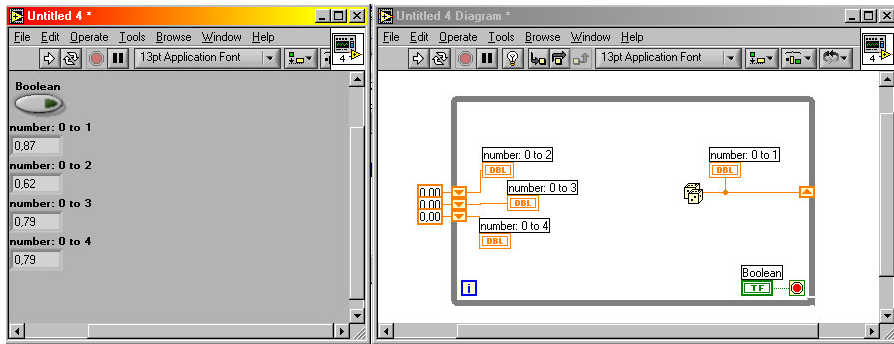 Untitled 4 *
File Edit Operate Tools Browse Window Help
13pt Application Font
4
Boolean
number: 0 to 1
0,87
number: 0 to 2
0,62
number: 0 to 3
0,79
number: 0 to 4
0,79
Untitled 4 Diagram *
File Edit Operate Tools Browse Window Help
13pt Application Font
4
number: 0 to 2
DBL
number: 0 to 1
DBL
number: 0 to 3
DBL
0,00
0,00
0,00
number: 0 to 4
DBL
i
Boolean
TF